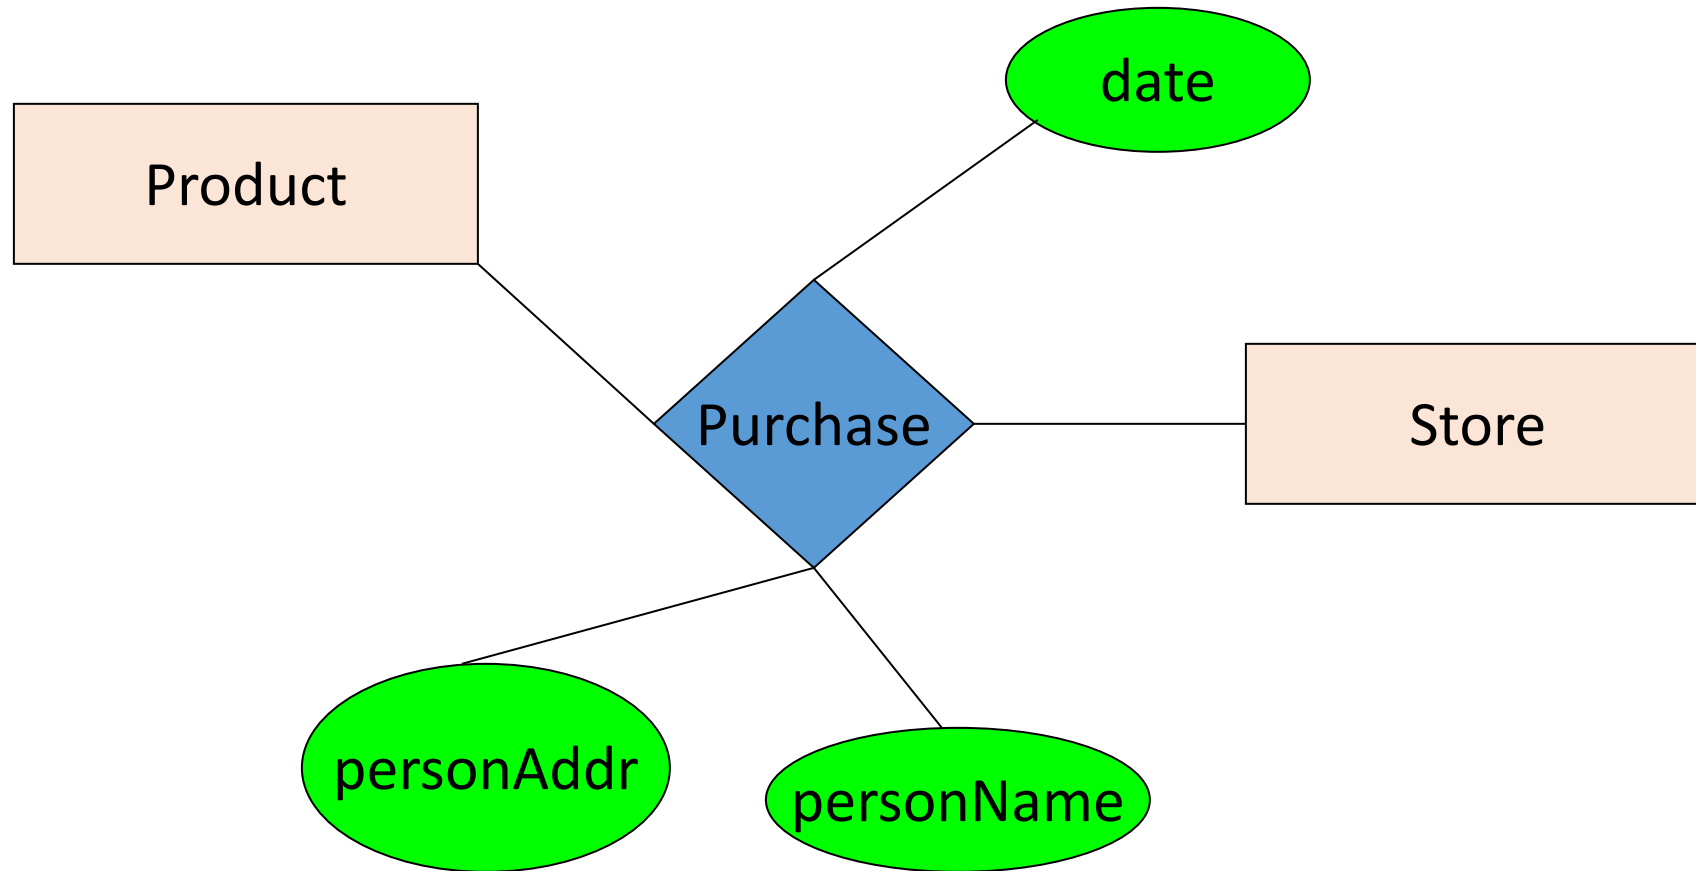 date
Product
Purchase
Store
personAddr
personName